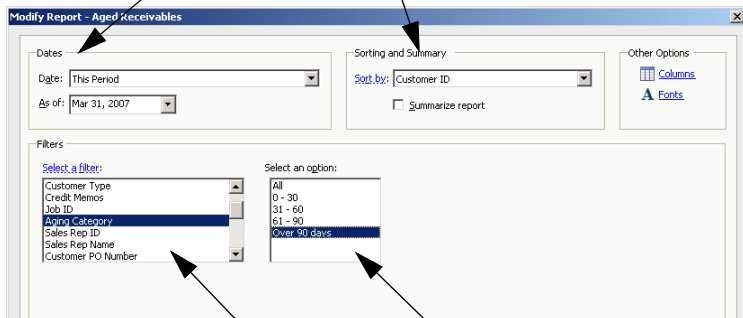 Modify Report - Aged Receivables
Dates
Date: This Period
As of: Mar 31, 2007
Sorting and Summary
Sort by: Customer ID
Summarize report
Other Options
Columns
A Fonts
Filters
Select a filter:
Customer Type
Credit Memos
Job ID
Aging Category
Sales Rep ID
Sales Rep Name
Customer PO Number
Select an option:
All
0 - 30
31 - 60
61 - 90
Over 90 days